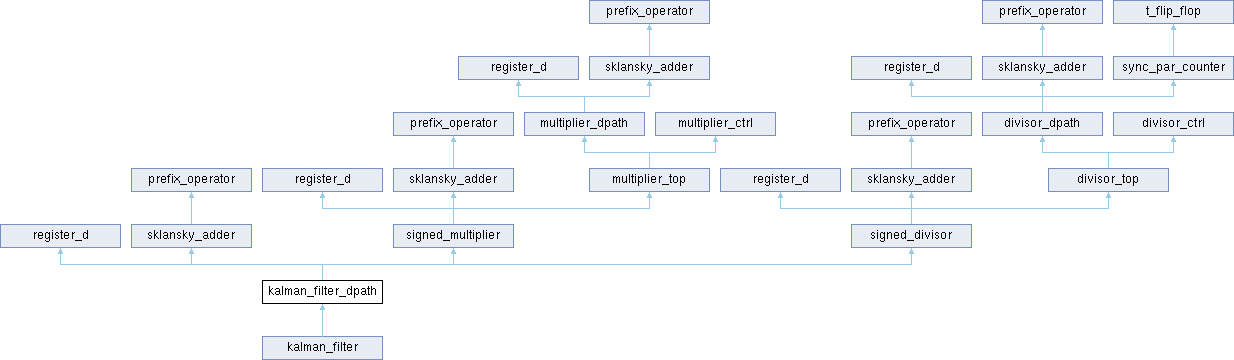 prefix_operator
prefix_operator
t_flip_flop
register_d
sklansky_adder
register_d
sklansky_adder
sync_par_counter
prefix_operator
multiplier_dpath
multiplier_ctrl
prefix_operator
divisor_dpath
divisor_ctrl
prefix_operator
register_d
sklansky_adder
multiplier_top
register_d
sklansky_adder
divisor_top
register_d
sklansky_adder
signed_multiplier
signed_divisor
kalman_filter_dpath
kalman_filter